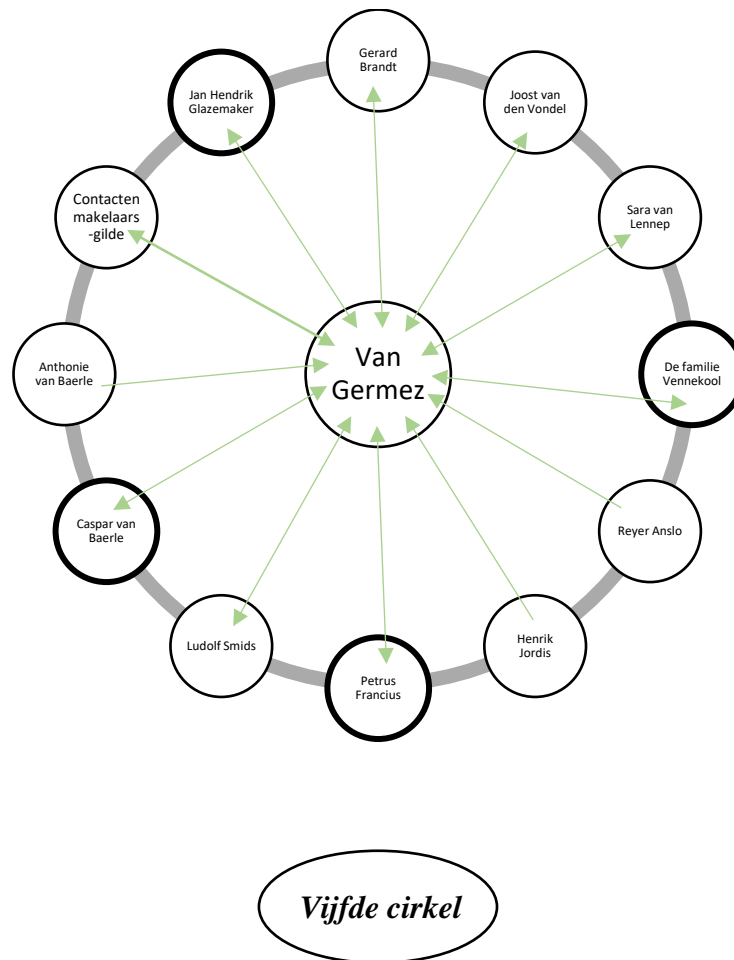 Gerard
Brandt
Jan Hendrik
Glazemaker
Joost van
den Vondel
Contacten
makelaars
-gilde
Sara van
Lennep
Van
Germez
Anthonie
van Baerle
De familie
Vennekool
Caspar van
Baerle
Reyer Anslo
Ludolf Smids
Henrik
Jordis
Petrus
Francius
Vijfde cirkel